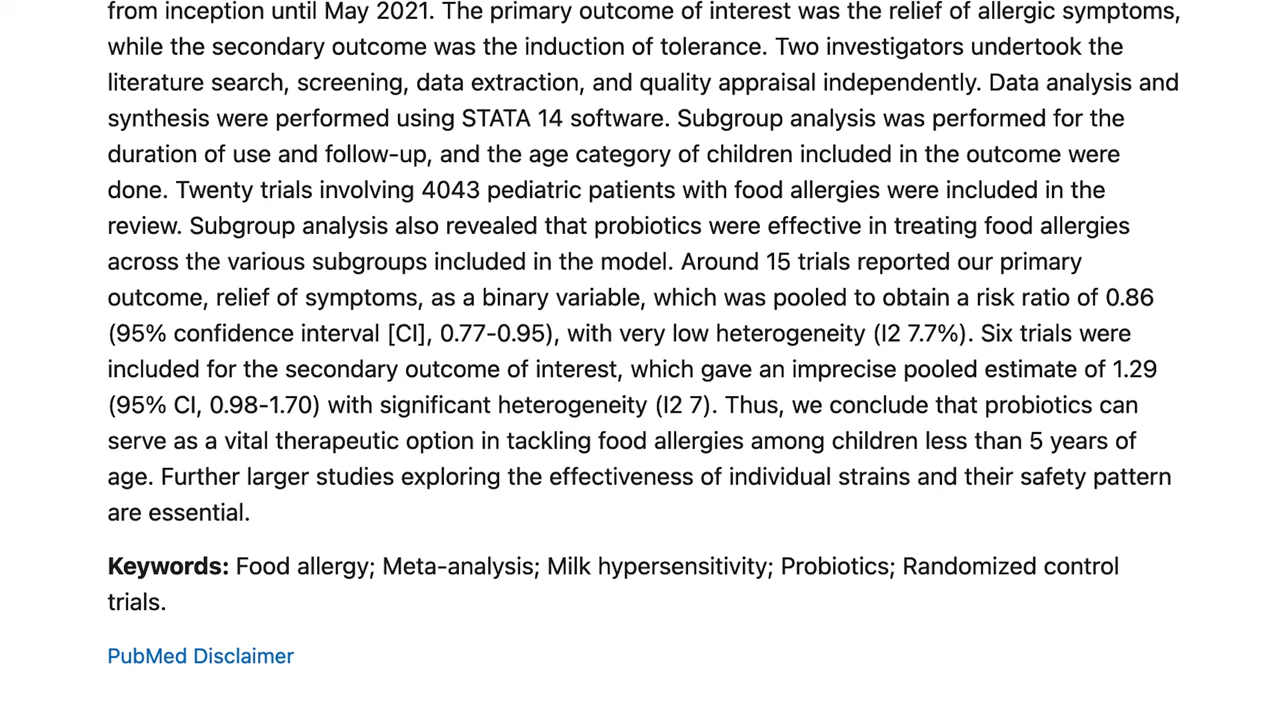 from inception until May 2021. The primary outcome of interest was the relief of allergic symptoms,
while the secondary outcome was the induction of tolerance. Two investigators undertook the
literature search, screening, data extraction, and quality appraisal independently. Data analysis and
synthesis were performed using STATA 14 software. Subgroup analysis was performed for the
duration of use and follow-up, and the age category of children included in the outcome were
done. Twenty trials involving 4043 pediatric patients with food allergies were included in the
review. Subgroup analysis also revealed that probiotics were effective in treating food allergies
across the various subgroups included in the model. Around 15 trials reported our primary
outcome, relief of symptoms, as a binary variable, which was pooled to obtain a risk ratio of 0.86
(95% confidence interval [CI], 0.77-0.95), with very low heterogeneity (I2 7.7%). Six trials were
included for the secondary outcome of interest, which gave an imprecise pooled estimate of 1.29
(95% CI, 0.98-1.70) with significant heterogeneity (I2 7). Thus, we conclude that probiotics can
serve as a vital therapeutic option in tackling food allergies among children less than 5 years of
age. Further larger studies exploring the effectiveness of individual strains and their safety pattern
are essential.
Keywords: Food allergy; Meta-analysis; Milk hypersensitivity; Probiotics; Randomized control
trials.
PubMed Disclaimer